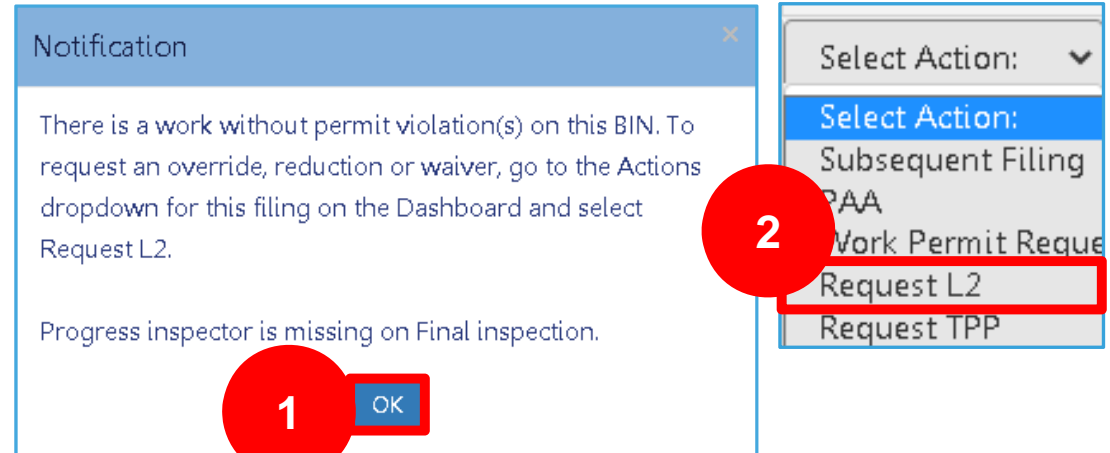 Notification
×
There is a work without permit violation(s) on this BIN. To
request an override, reduction or waiver, go to the Actions
dropdown for this filing on the Dashboard and select
Request L2.
Progress inspector is missing on Final inspection.
1
OK
Select Action:
Select Action:
Subsequent Filing
PAA
2
Work Permit Reque
Request L2
Request TPP